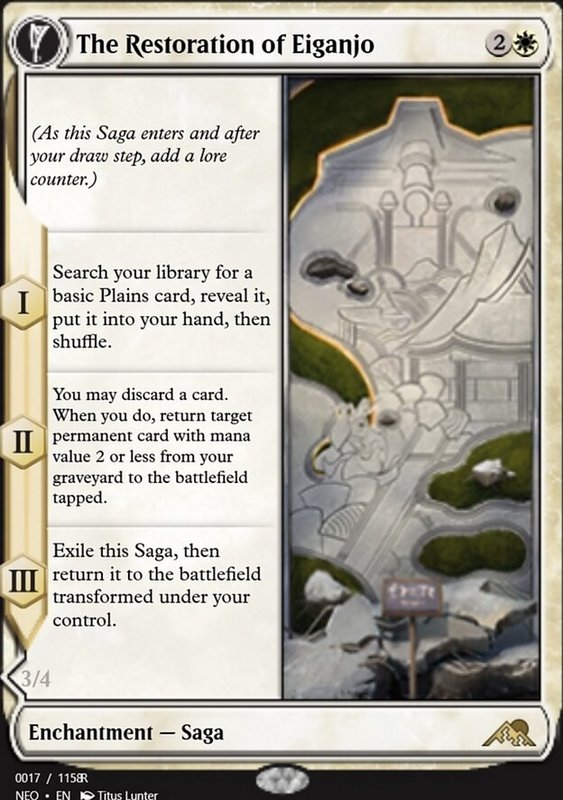 The Restoration of Eiganjo
2
(As this Saga enters and after
your draw step, add a lore
counter.)
I
Search your library for a
basic Plains card, reveal it,
put it into your hand, then
shuffle.
II
You may discard a card.
When you do, return target
permanent card with mana
value 2 or less from your
graveyard to the battlefield
tapped.
III
Exile this Saga, then
return it to the battlefield
transformed under your
control.
3/4
Enchantment — Saga
0017 / 1158R
NEO • EN Titus Lunter